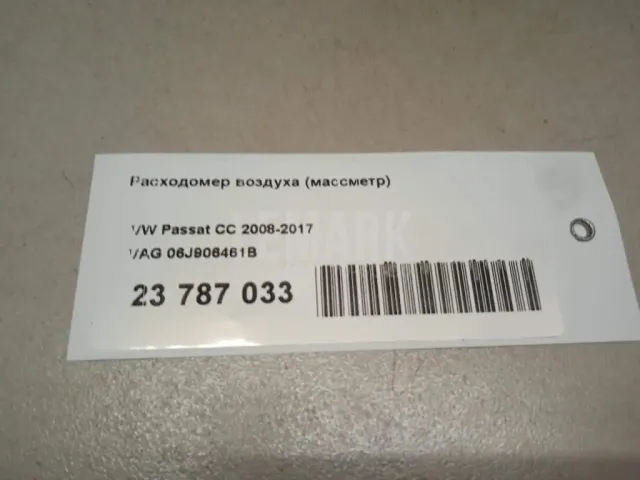 Расходомер воздуха (массметр)
VW Passat CC 2008-2017
VAG 06J906461B
23 787 033